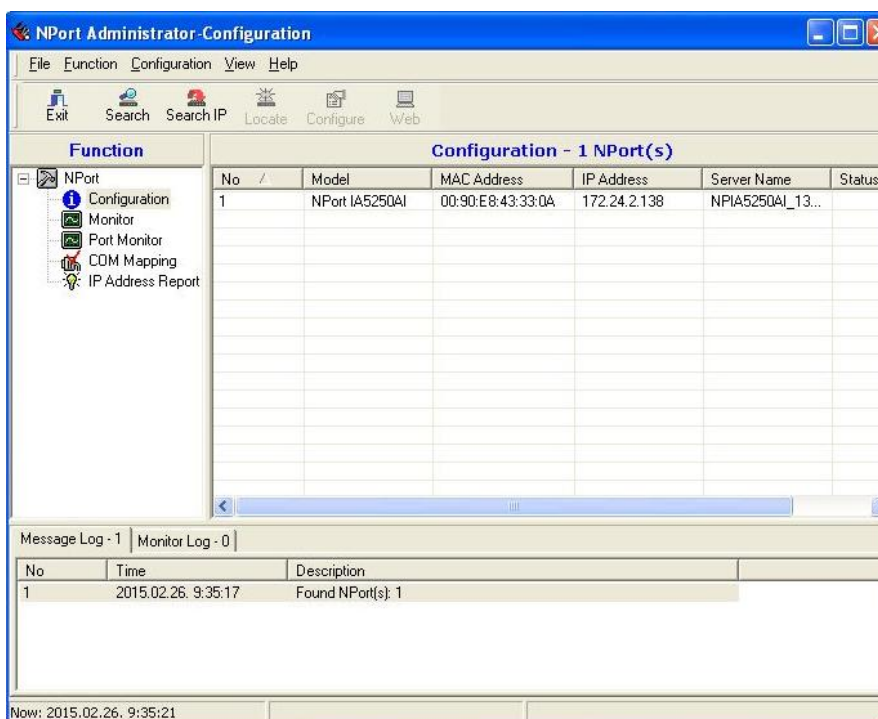 NPort Administrator-Configuration
File Function Configuration View Help
Exit Search Search IP Locate Configure Web
Function
Configuration - 1 NPort(s)
NPort
Configuration
Monitor
Port Monitor
COM Mapping
IP Address Report
No Model MAC Address IP Address Server Name Status
1 NPort IA5250AI 00:90:E8:43:33:0A 172.24.2.138 NPIA5250AI_13...
Message Log - 1 Monitor Log - 0
No Time Description
1 2015.02.26. 9:35:17 Found NPort(s): 1
Now: 2015.02.26. 9:35:21